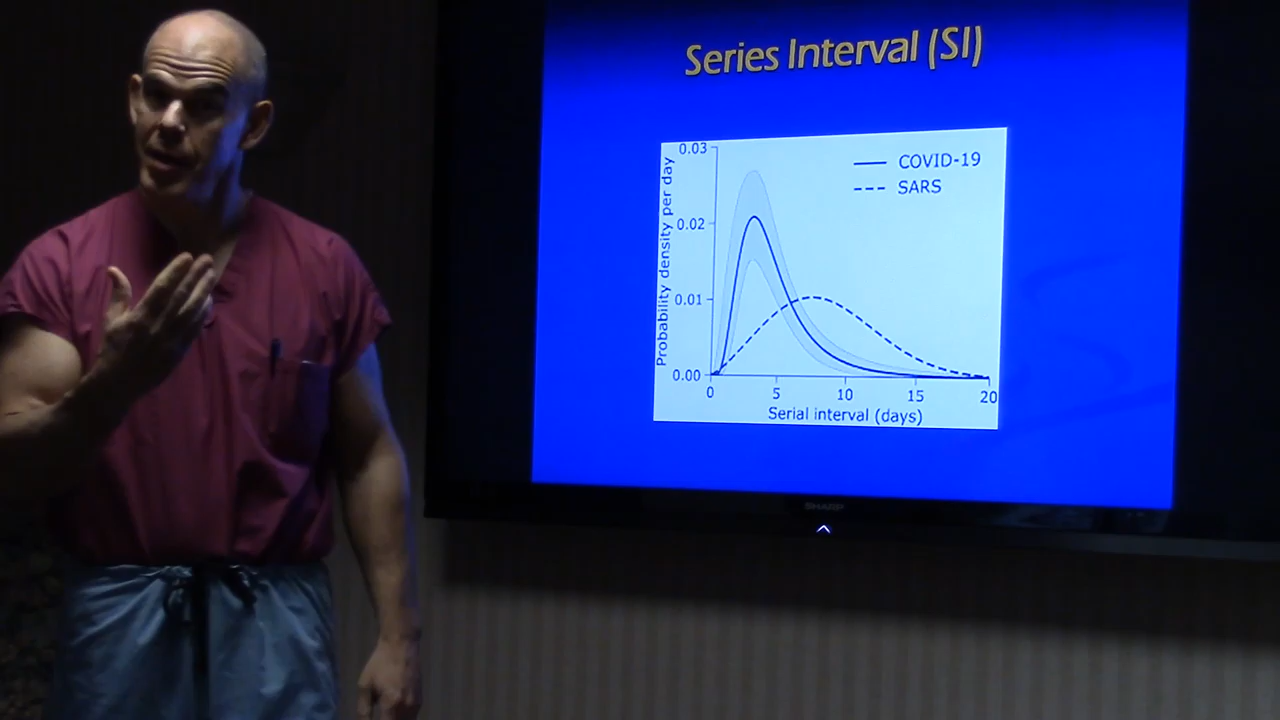 Series Interval (SI)
Probability density per day
0.03
0.02
0.01
0.00
COVID-19
SARS
0
5
10
15
20
Serial interval (days)
SHARP